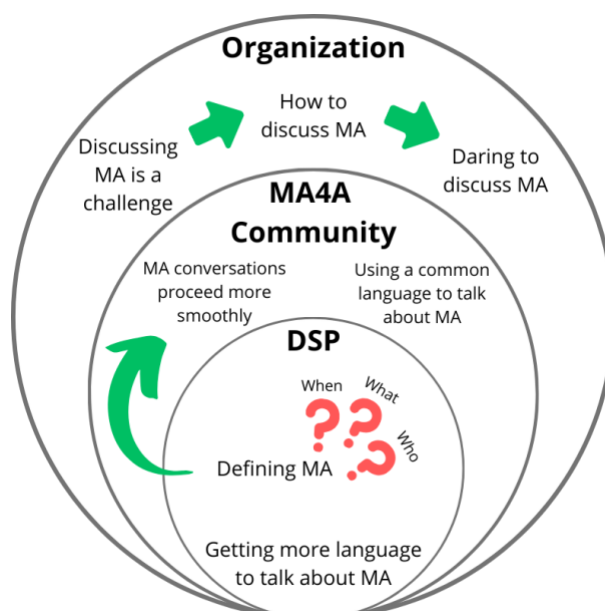 Organization
How to
discuss MA
Discussing
MA is a
challenge
Daring to
discuss MA
MA4A
Community
MA conversations
proceed more
smoothly
Using a common
language to talk
about MA
DSP
When
What
Who
? ? ?
Defining MA
Getting more language
to talk about MA